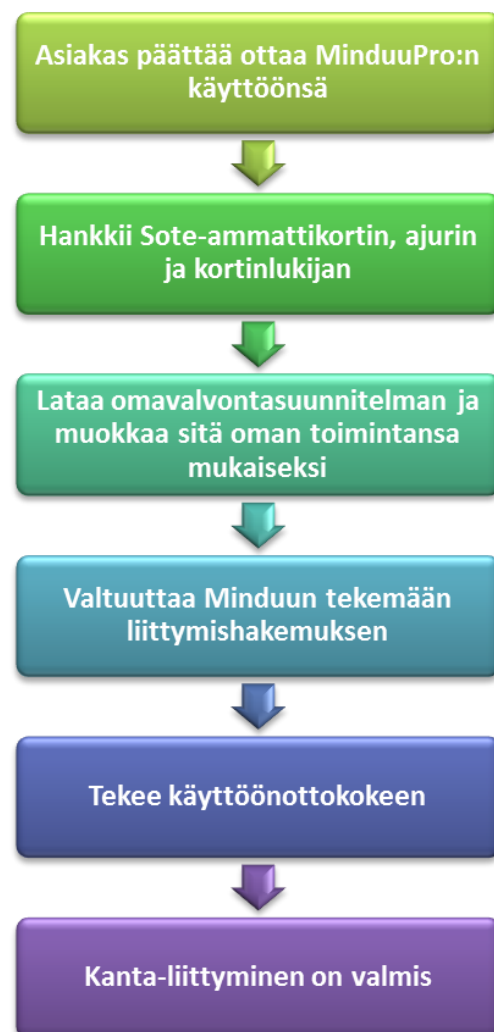 Asiakas päättää ottaa MinduuPro:n
käyttöönsä
Hankkii Sote-ammattikortin, ajurin
ja kortinlukijan
Lataa omavalvontasuunnitelman ja
muokkaa sitä oman toimintansa
mukaiseksi
Valtuuttaa Minduun tekemään
liittymishakemuksen
Tekee käyttöönottokokeen
Kanta-liittyminen on valmis